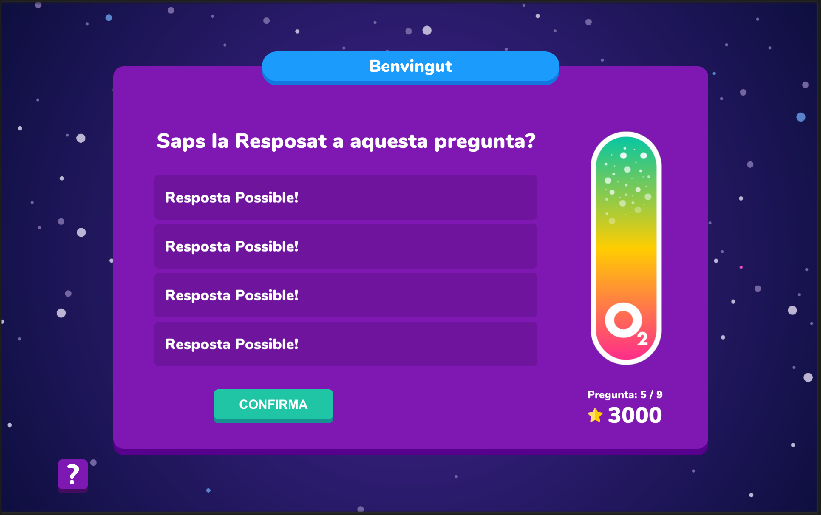 Benvingut
Saps la Resposat a aquesta pregunta?
Resposta Possible!
Resposta Possible!
Resposta Possible!
Resposta Possible!
CONFIRMA
O2
Pregunta: 5 / 9
3000
?